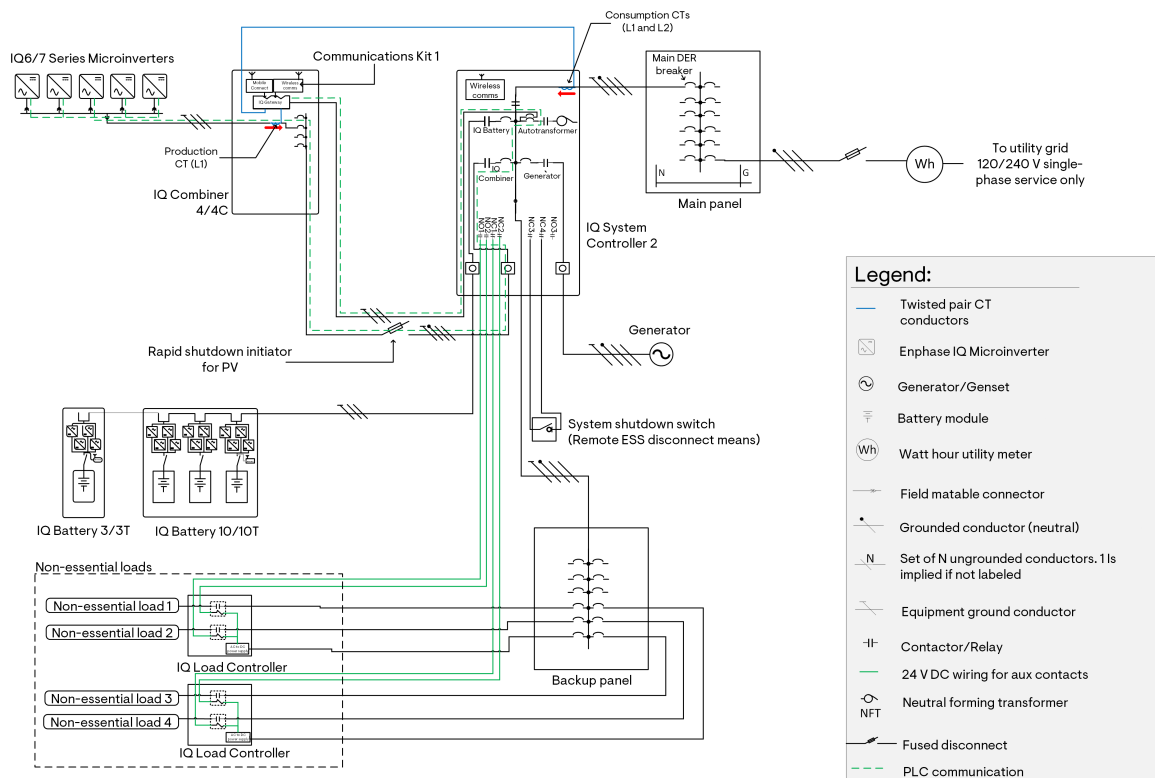 Consumption CTs
(L1 and L2)
IQ6/7 Series Microinverters
Communications Kit 1
Mobile
Connect
Wireless
comms
IQ Gateway
Production
CT (L1)
IQ Combiner
4/4C
Wireless
comms
IQ Battery
Autotransformer
IQ
Combiner
Generator
NO1
NO2
NC1
NC2
NC3
NC4
NO3
IQ System
Controller 2
Main DER
breaker
N
G
Main panel
Wh
To utility grid
120/240 V single-
phase service only
Rapid shutdown initiator
for PV
Generator
System shutdown switch
(Remote ESS disconnect means)
IQ Battery 3/3T
IQ Battery 10/10T
Non-essential loads
Non-essential load 1
Non-essential load 2
IQ Load Controller
Non-essential load 3
Non-essential load 4
IQ Load Controller
Backup panel
Legend:
Twisted pair CT
conductors
Enphase IQ Microinverter
Generator/Genset
Battery module
Wh
Watt hour utility meter
Field matable connector
Grounded conductor (neutral)
N
Set of N ungrounded conductors. 1 Is
implied if not labeled
Equipment ground conductor
Contactor/Relay
24 V DC wiring for aux contacts
NFT
Neutral forming transformer
Fused disconnect
PLC communication